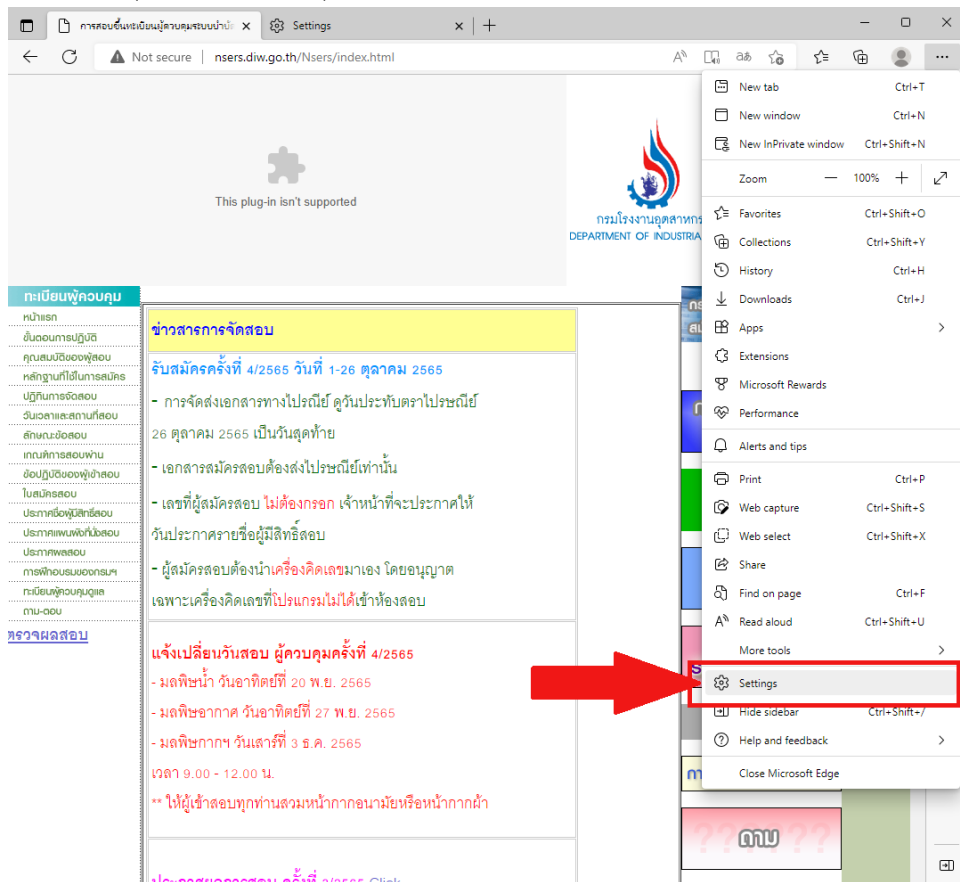 การสอบขึ้นทะเบียนผู้ควบคุมระบบบำบั
Settings
Not secure
nsers.diw.go.th/Nsers/index.html
This plug-in isn't supported
กรมโรงงานอุตสาหกร
DEPARTMENT OF INDUSTRIA
ทะเบียนผู้ควบคุม
หน้าแรก
ขั้นตอนการปฏิบัติ
คุณสมบัติของผู้สอบ
หลักฐานที่ใช้ในการสมัคร
ปฏิทินการจัดสอบ
วันเวลาและสถานที่สอบ
ลักษณะข้อสอบ
เกณฑ์การสอบผ่าน
ข้อปฏิบัติของผู้เข้าสอบ
ใบสมัครสอบ
ประกาศชื่อผู้มีสิทธิ์สอบ
ประกาศแผนผังที่นั่งสอบ
ประกาศผลสอบ
การฝึกอบรมของกรมฯ
ทะเบียนผู้ควบคุมดูแล
ถาม-ตอบ
ตรวจผลสอบ
ข่าวสารการจัดสอบ
รับสมัครครั้งที่ 4/2565 วันที่ 1-26 ตุลาคม 2565
- การจัดส่งเอกสารทางไปรณีย์ ดูวันประทับตราไปรษณีย์
26 ตุลาคม 2565 เป็นวันสุดท้าย
- เอกสารสมัครสอบต้องส่งไปรษณีย์เท่านั้น
- เลขที่ผู้สมัครสอบ ไม่ต้องกรอก เจ้าหน้าที่จะประกาศให้
วันประกาศรายชื่อผู้มีสิทธิ์สอบ
- ผู้สมัครสอบต้องนำเครื่องคิดเลขมาเอง โดยอนุญาต
เฉพาะเครื่องคิดเลขที่โปรแกรมไม่ได้เข้าห้องสอบ
แจ้งเปลี่ยนวันสอบ ผู้ควบคุมครั้งที่ 4/2565
- มลพิษน้ำ วันอาทิตย์ที่ 20 พ.ย. 2565
- มลพิษอากาศ วันอาทิตย์ที่ 27 พ.ย. 2565
- มลพิษกากฯ วันเสาร์ที่ 3 ธ.ค. 2565
เวลา 9.00 - 12.00 น.
** ให้ผู้เข้าสอบทุกท่านสวมหน้ากากอนามัยหรือหน้ากากผ้า
New tab Ctrl+T
New window Ctrl+N
New InPrivate window Ctrl+Shift+N
Zoom — 100% +
Favorites Ctrl+Shift+O
Collections Ctrl+Shift+Y
History Ctrl+H
Downloads Ctrl+J
Apps
Extensions
Microsoft Rewards
Performance
Alerts and tips
Print Ctrl+P
Web capture Ctrl+Shift+S
Web select Ctrl+Shift+X
Share
Find on page Ctrl+F
Read aloud Ctrl+Shift+U
More tools
Settings
Hide sidebar Ctrl+Shift+/
Help and feedback
Close Microsoft Edge
??ถาม??